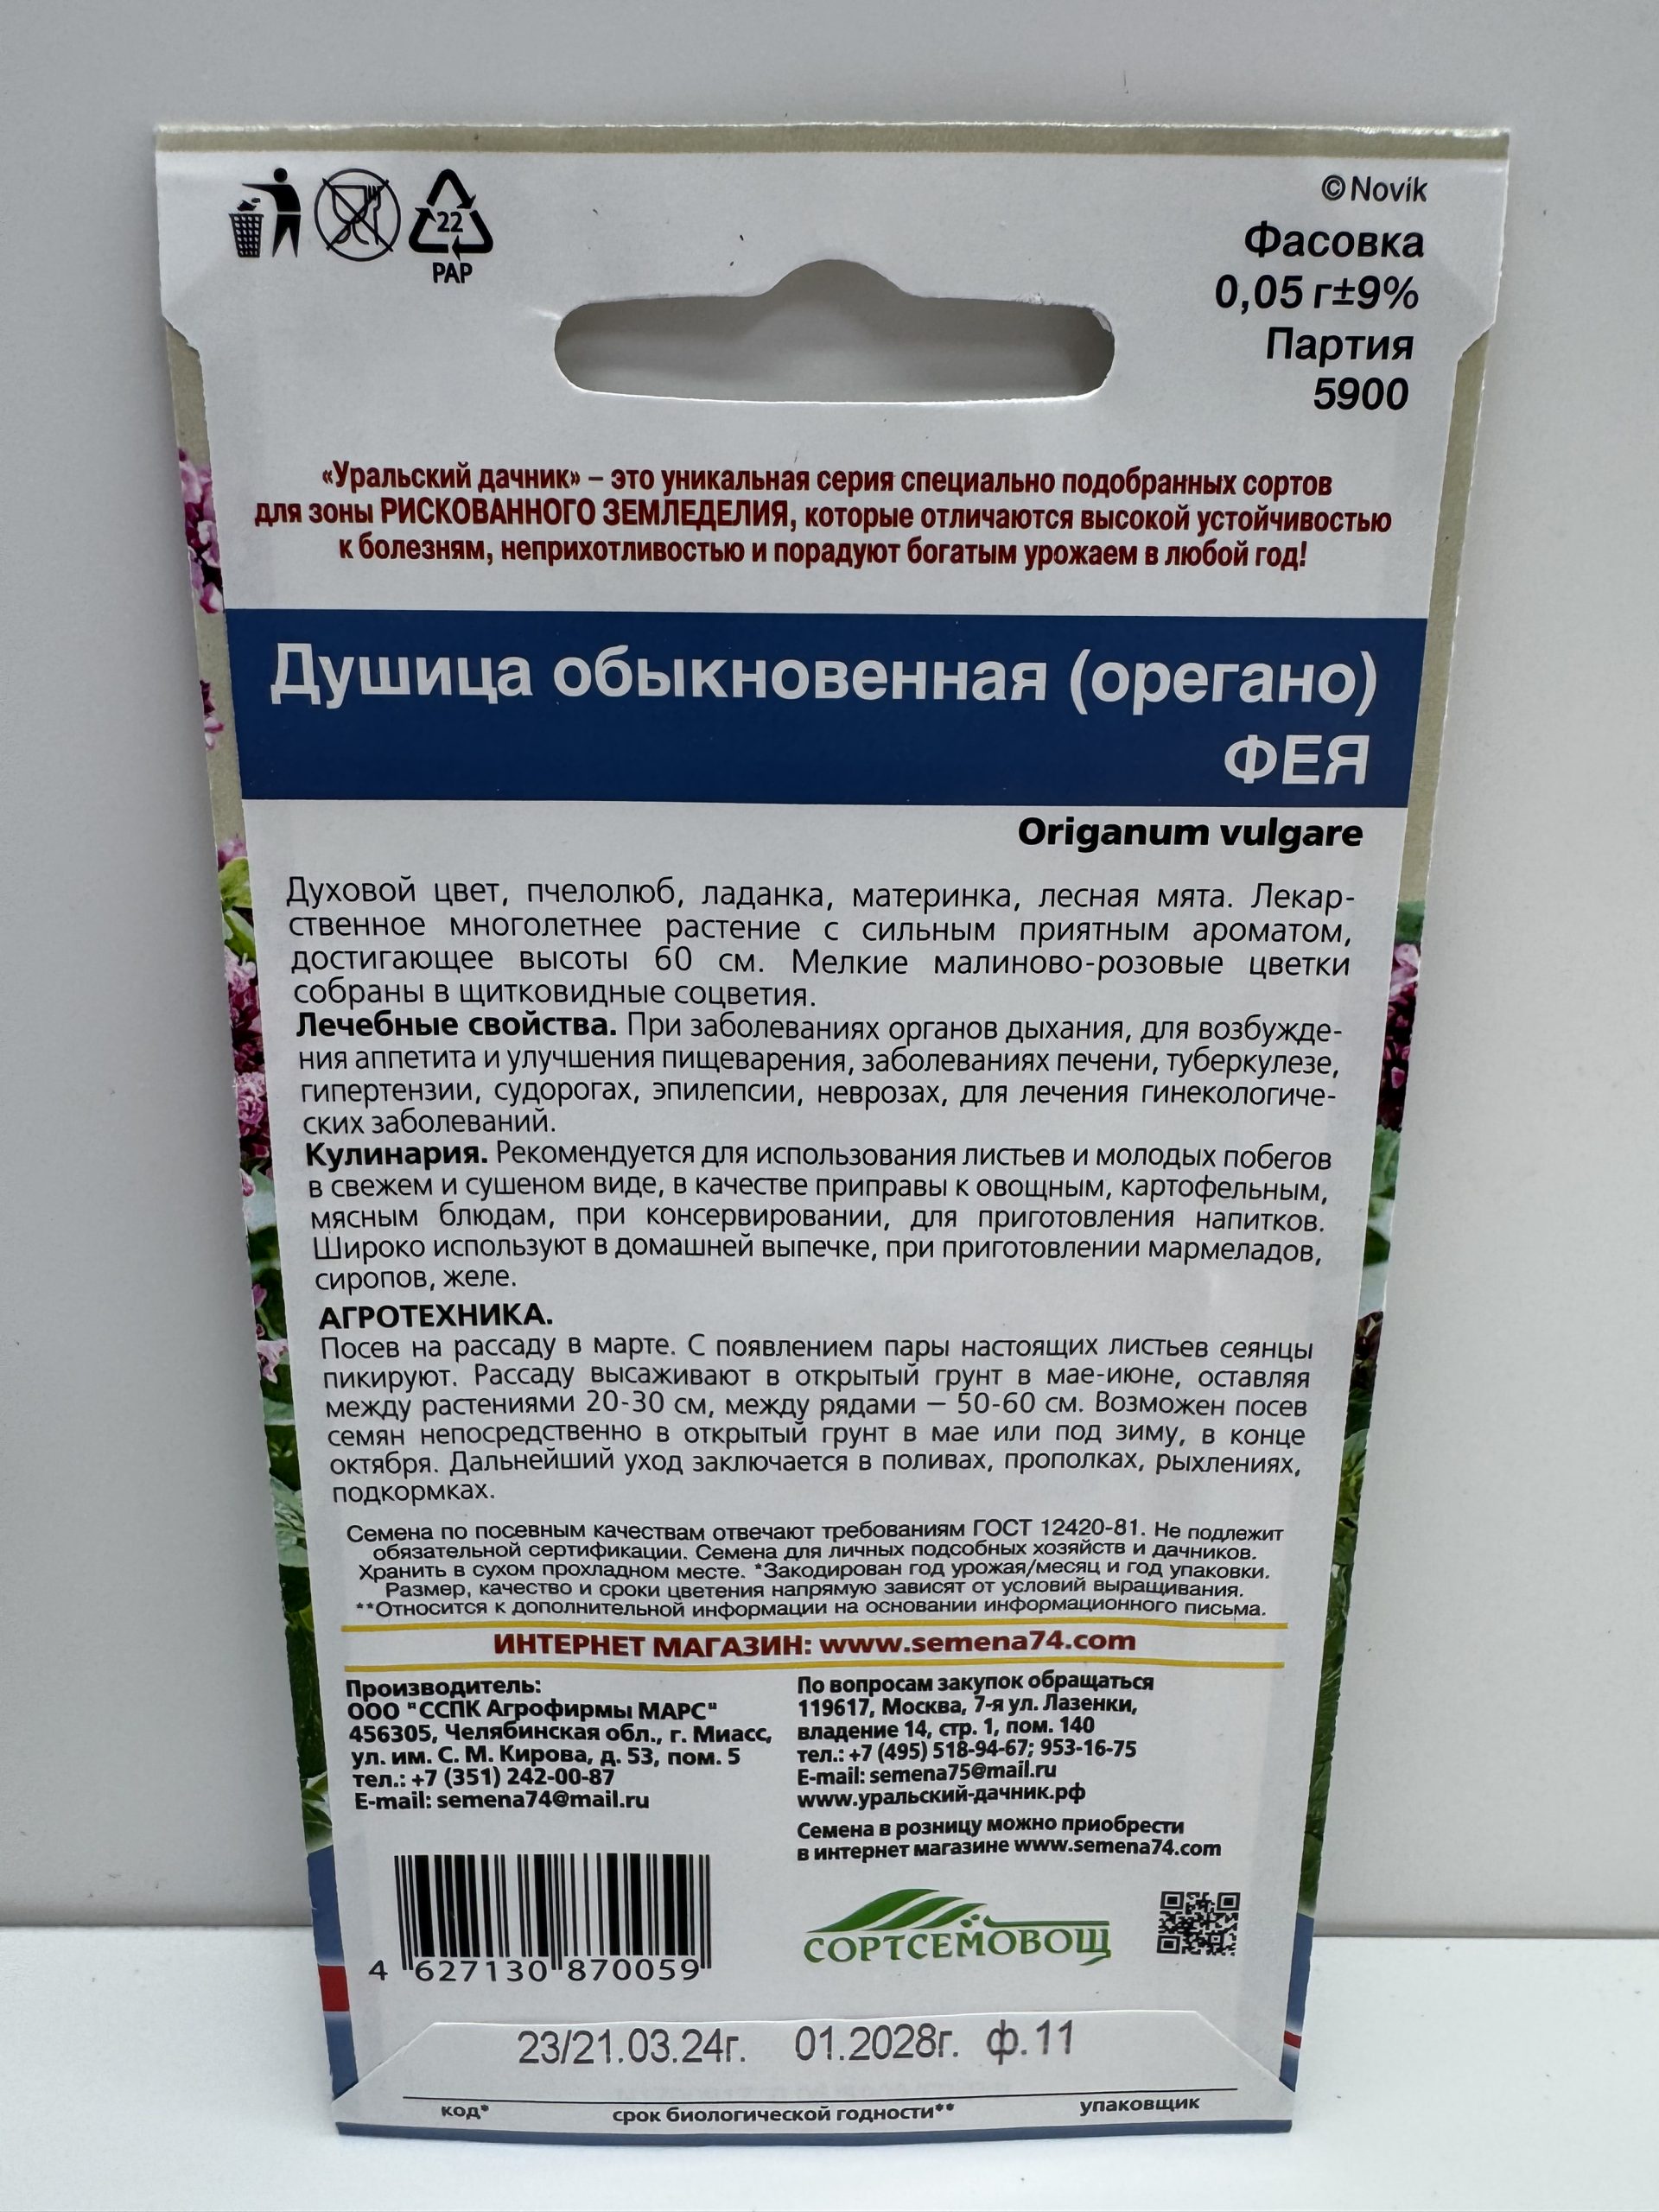 ©Novik
Фасовка
0,05 г±9%
Партия
5900
22
PAP
«Уральский дачник» – это уникальная серия специально подобранных сортов
для зоны РИСКОВАННОГО ЗЕМЛЕДЕЛИЯ, которые отличаются высокой устойчивостью
к болезням, неприхотливостью и порадуют богатым урожаем в любой год!
Душица обыкновенная (орегано)
ФЕЯ
Origanum vulgare
Духовой цвет, пчелолюб, ладанка, материнка, лесная мята. Лекар-
ственное многолетнее растение с сильным приятным ароматом,
достигающее высоты 60 см. Мелкие малиново-розовые цветки
собраны в щитковидные соцветия.
Лечебные свойства. При заболеваниях органов дыхания, для возбужде-
ния аппетита и улучшения пищеварения, заболеваниях печени, туберкулезе,
гипертензии, судорогах, эпилепсии, неврозах, для лечения гинекологиче-
ских заболеваний.
Кулинария. Рекомендуется для использования листьев и молодых побегов
в свежем и сушеном виде, в качестве приправы к овощным, картофельным,
мясным блюдам, при консервировании, для приготовления напитков.
Широко используют в домашней выпечке, при приготовлении мармеладов,
сиропов, желе.
АГРОТЕХНИКА.
Посев на рассаду в марте. С появлением пары настоящих листьев сеянцы
пикируют. Рассаду высаживают в открытый грунт в мае-июне, оставляя
между растениями 20-30 см, между рядами – 50-60 см. Возможен посев
семян непосредственно в открытый грунт в мае или под зиму, в конце
октября. Дальнейший уход заключается в поливах, прополках, рыхлениях,
подкормках.
Семена по посевным качествам отвечают требованиям ГОСТ 12420-81. Не подлежит
обязательной сертификации. Семена для личных подсобных хозяйств и дачников.
Хранить в сухом прохладном месте. *Закодирован год урожая/месяц и год упаковки.
Размер, качество и сроки цветения напрямую зависят от условий выращивания.
**Относится к дополнительной информации на основании информационного письма.
ИНТЕРНЕТ МАГАЗИН: www.semena74.com
Производитель:
ООО "ССПК Агрофирмы МАРС"
456305, Челябинская обл., г. Миасс,
ул. им. С. М. Кирова, д. 53, пом. 5
тел.: +7 (351) 242-00-87
E-mail: semena74@mail.ru
По вопросам закупок обращаться
119617, Москва, 7-я ул. Лазенки,
владение 14, стр. 1, пом. 140
тел.: +7 (495) 518-94-67; 953-16-75
E-mail: semena75@mail.ru
www.уральский-дачник.рф
Семена в розницу можно приобрести
в интернет магазине www.semena74.com
4 627130 870059
СОРТСЕМОВОЩ
23/21.03.24г. 01.2028г. ф.11
код* срок биологической годности** упаковщик